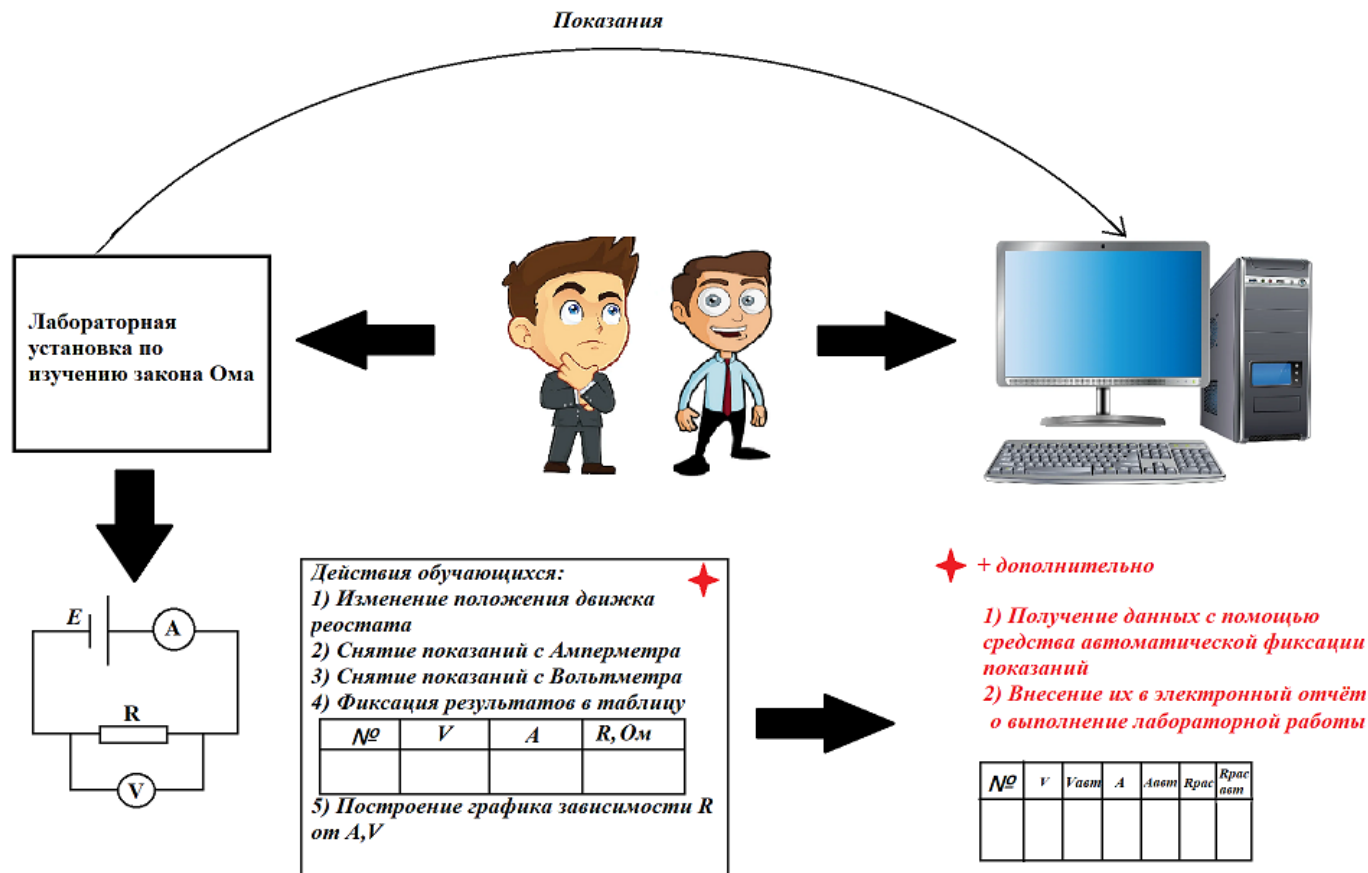 Показания
Лабораторная
установка по
изучению закона Ома
E
A
R
V
Действия обучающихся:
1) Изменение положения движка
реостата
2) Снятие показаний с Амперметра
3) Снятие показаний с Вольтметра
4) Фиксация результатов в таблицу
№ V A R, Ом
5) Построение графика зависимости R
от A,V
+ дополнительно
1) Получение данных с помощью
средства автоматической фиксации
показаний
2) Внесение их в электронный отчёт
о выполнение лабораторной работы
№ V Vавт A Aавт Rрас Rрас
авт